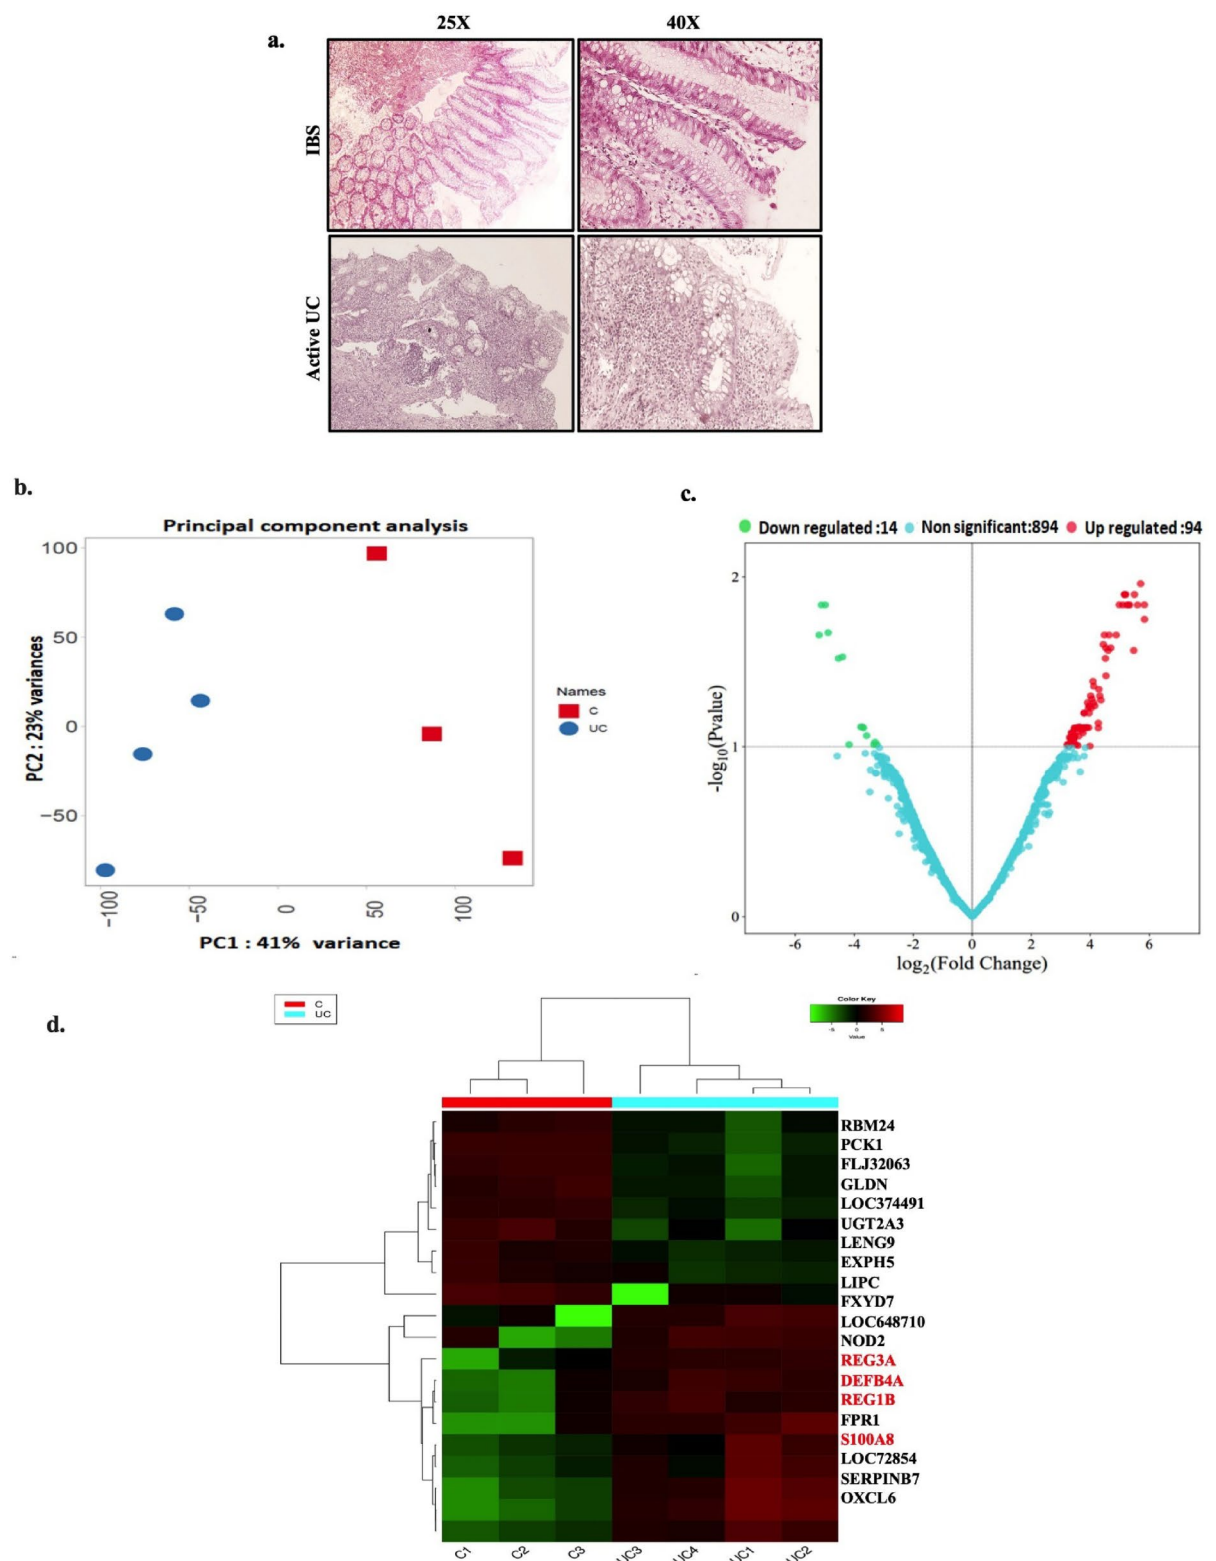 25X 40X
a.
IBS
Active UC
b.
c.
Principal component analysis
100
50
0
−50
PC2 : 23% variances
−100 −50 0 50 100
PC1 : 41% variance
Names
C
UC
Down regulated :14 Non significant:894 Up regulated :94
2
1
0
-log10(Pvalue)
-6 -4 -2 0 2 4 6
log2(Fold Change)
d.
C
UC
Color Key
-5 0 5
Value
RBM24
PCK1
FLJ32063
GLDN
LOC374491
UGT2A3
LENG9
EXPH5
LIPC
FXYD7
LOC648710
NOD2
REG3A
DEFB4A
REG1B
FPR1
S100A8
LOC72854
SERPINB7
OXCL6
C1 C2 C3 UC3 UC4 UC1 UC2